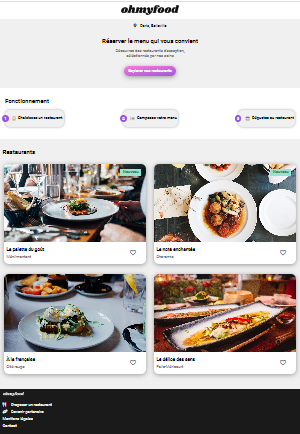 ohmyfood
Paris, Belleville
Réserver le menu qui vous convient
Découvrez des restaurants d'exception,
sélectionnés par nos soins.
Explorer nos restaurants
Fonctionnement
1 Choisissez un restaurant
2 Composez votre menu
3 Dégustez au restaurant
Restaurants
Nouveau
Nouveau
La palette du goût
Ménilmontant
La note enchantée
Charonne
À la française
Cité rouge
Le délice des sens
Folie-Méricourt
ohmyfood
Proposer un restaurant
Devenir partenaire
Mentions légales
Contact